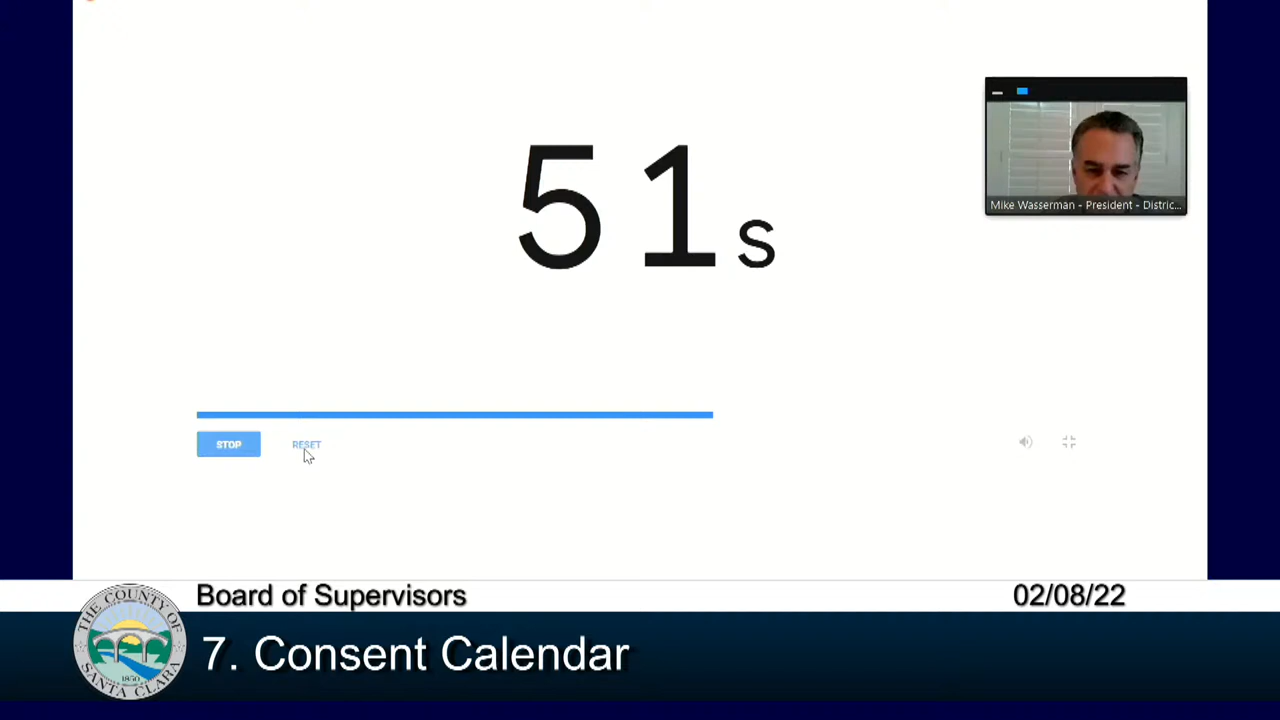 51s
Mike Wasserman - President - Distric...
STOP
RESET
Board of Supervisors
02/08/22
THE COUNTY OF
SANTA CLARA
1850
7. Consent Calendar